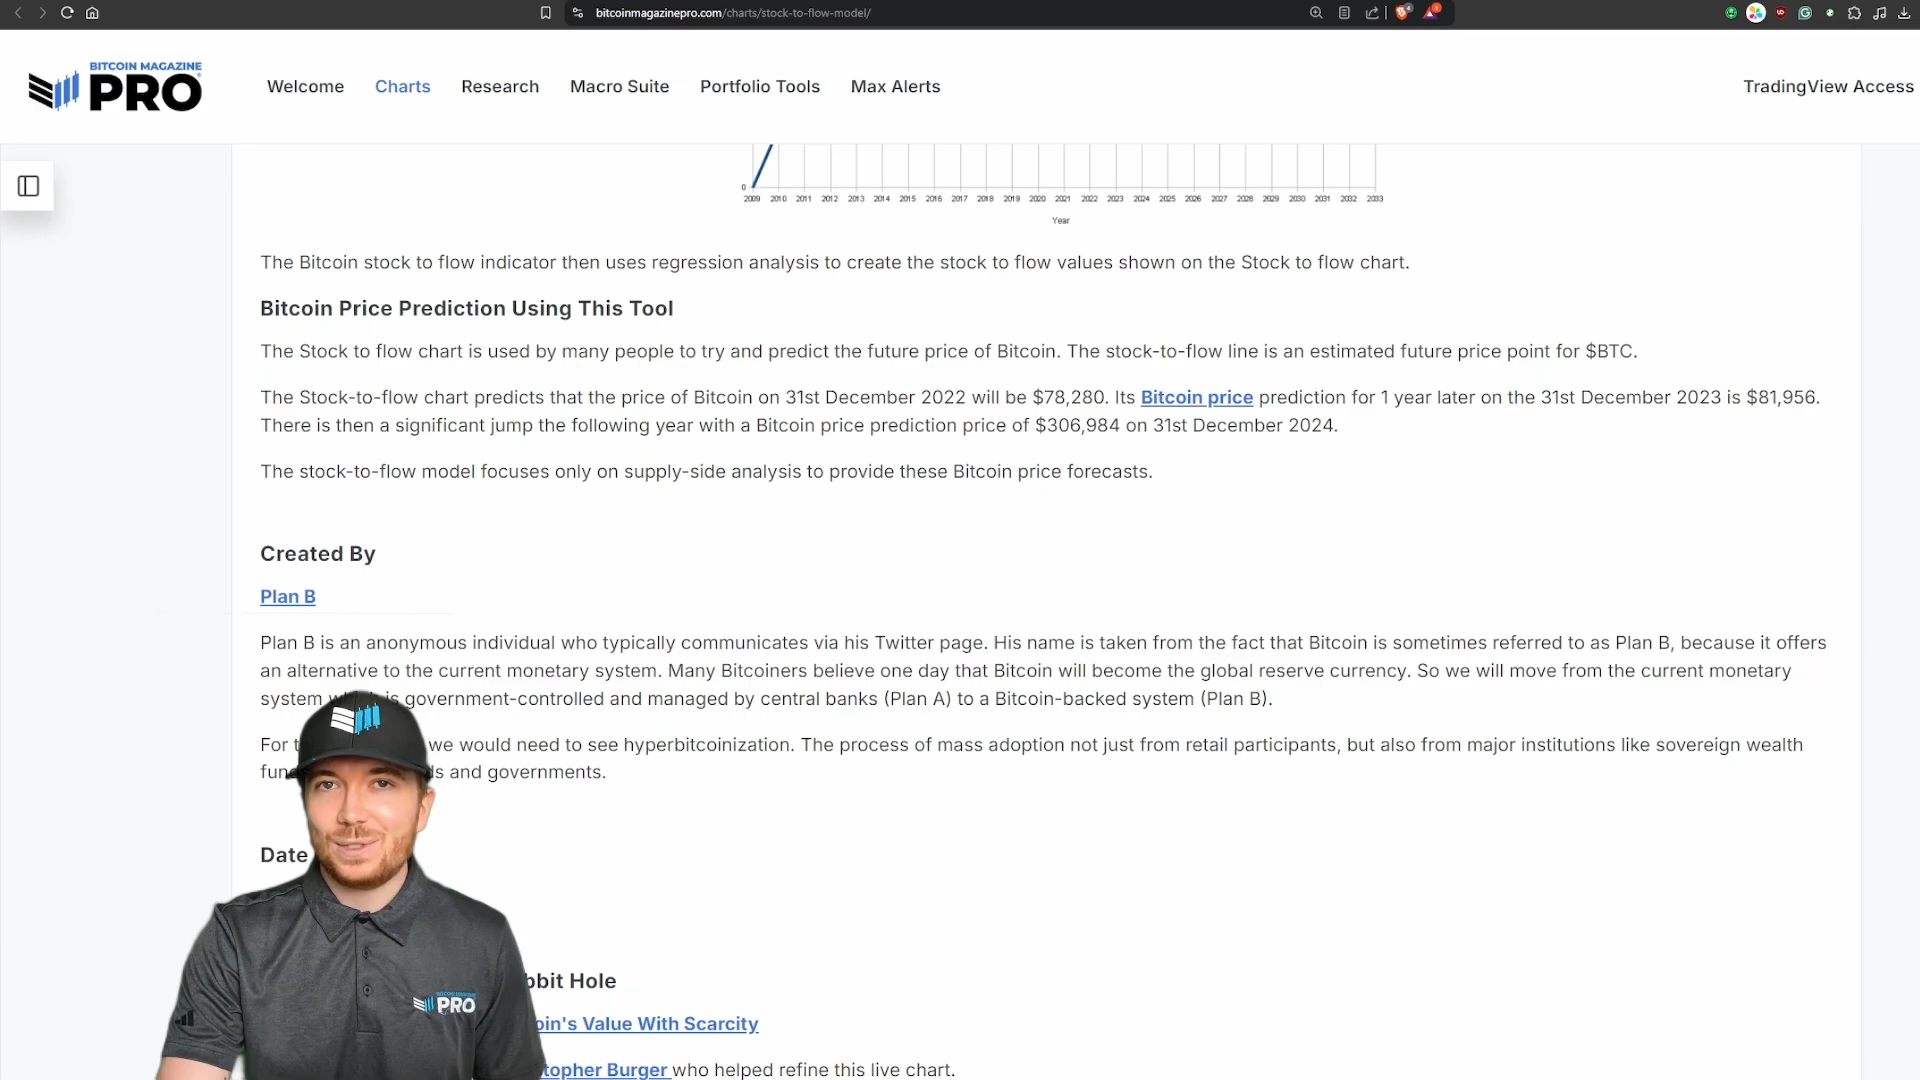 bitcoinmagazinepro.com/charts/stock-to-flow-model/
BITCOIN MAGAZINE
PRO
Welcome Charts Research Macro Suite Portfolio Tools Max Alerts TradingView Access
0
2009 2010 2011 2012 2013 2014 2015 2016 2017 2018 2019 2020 2021 2022 2023 2024 2025 2026 2027 2028 2029 2030 2031 2032 2033
Year
The Bitcoin stock to flow indicator then uses regression analysis to create the stock to flow values shown on the Stock to flow chart.
Bitcoin Price Prediction Using This Tool
The Stock to flow chart is used by many people to try and predict the future price of Bitcoin. The stock-to-flow line is an estimated future price point for $BTC.
The Stock-to-flow chart predicts that the price of Bitcoin on 31st December 2022 will be $78,280. Its Bitcoin price prediction for 1 year later on the 31st December 2023 is $81,956.
There is then a significant jump the following year with a Bitcoin price prediction price of $306,984 on 31st December 2024.
The stock-to-flow model focuses only on supply-side analysis to provide these Bitcoin price forecasts.
Created By
Plan B
Plan B is an anonymous individual who typically communicates via his Twitter page. His name is taken from the fact that Bitcoin is sometimes referred to as Plan B, because it offers
an alternative to the current monetary system. Many Bitcoiners believe one day that Bitcoin will become the global reserve currency. So we will move from the current monetary
system is government-controlled and managed by central banks (Plan A) to a Bitcoin-backed system (Plan B).
For we would need to see hyperbitcoinization. The process of mass adoption not just from retail participants, but also from major institutions like sovereign wealth
and governments.
Date
Hole
Value With Scarcity
Burger who helped refine this live chart.
BITCOIN MAGAZINE
PRO